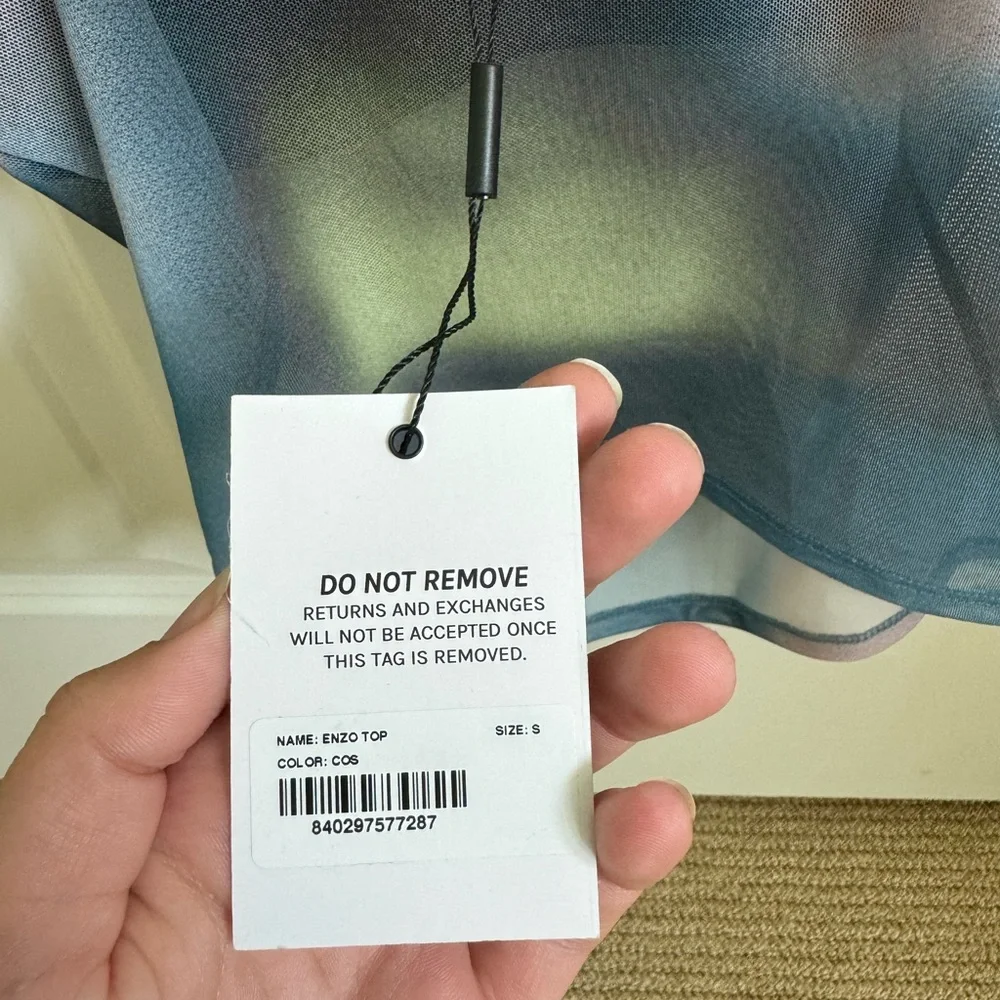 DO NOT REMOVE
RETURNS AND EXCHANGES
WILL NOT BE ACCEPTED ONCE
THIS TAG IS REMOVED.
NAME: ENZO TOP SIZE: S
COLOR: COS
840297577287